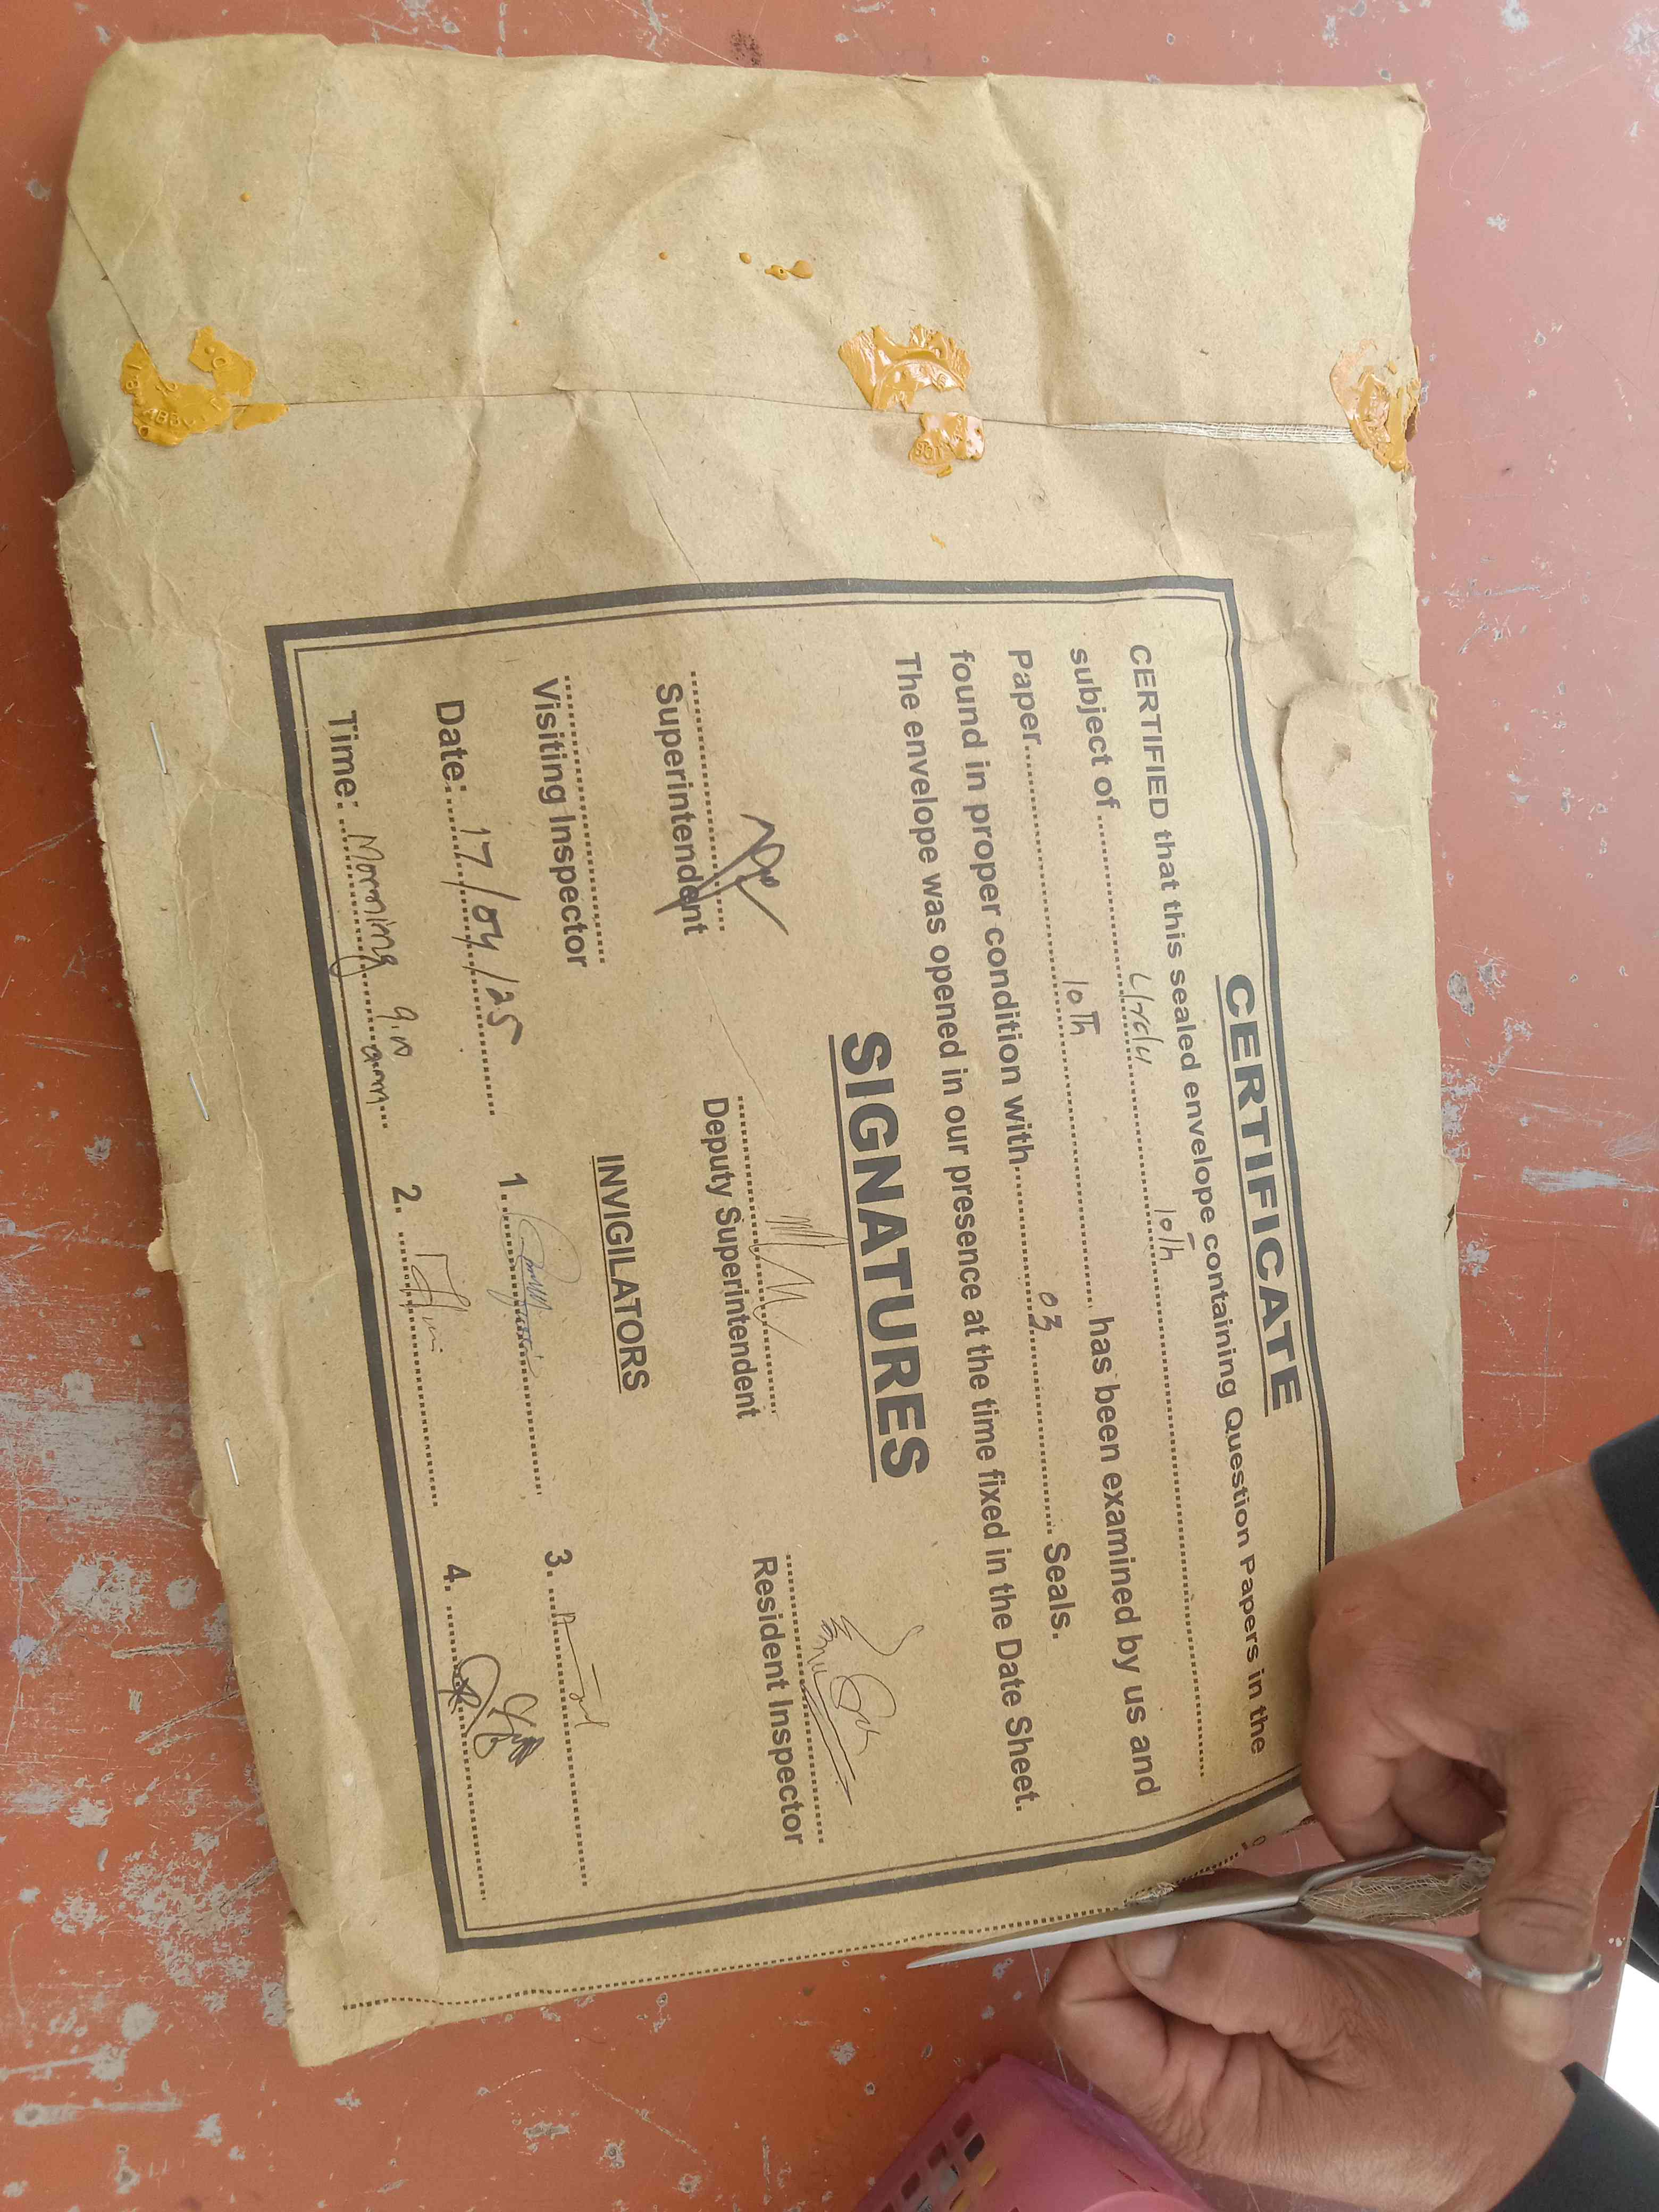 CERTIFICATE
CERTIFIED that this sealed envelope containing Question Papers in the
subject of .......................... 10th ..........................
Paper.............. 10Th .............. has been examined by us and
found in proper condition with.............. 03 .............. Seals.
The envelope was opened in our presence at the time fixed in the Date Sheet.
SIGNATURES
Superintendent Deputy Superintendent Resident Inspector
Visiting Inspector INVIGILATORS
Date: 17/04/25 1. 3.
Time: Morning 9.00 am 2. 4.